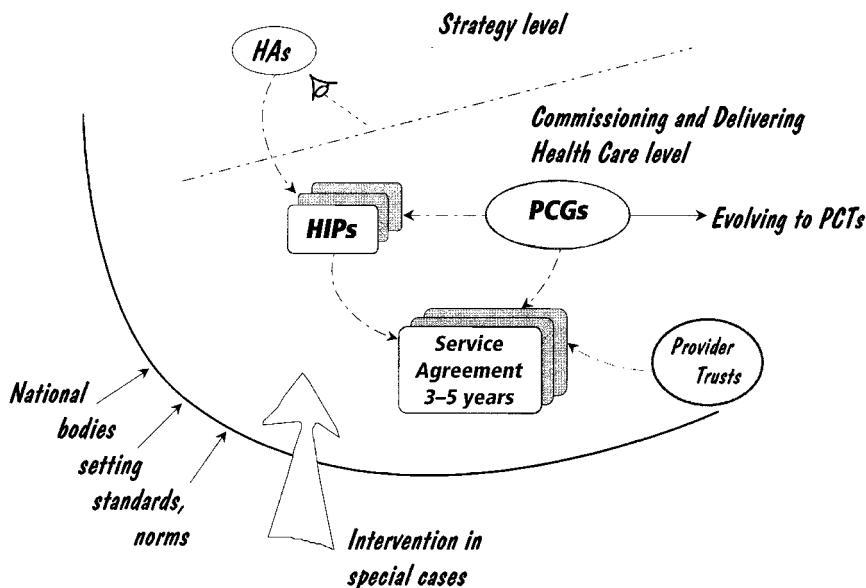 Strategy level
HAs
Commissioning and Delivering
Health Care level
HIPs
PCGs
Evolving to PCTs
Service
Agreement
3–5 years
Provider
Trusts
National
bodies
setting
standards,
norms
Intervention in
special cases